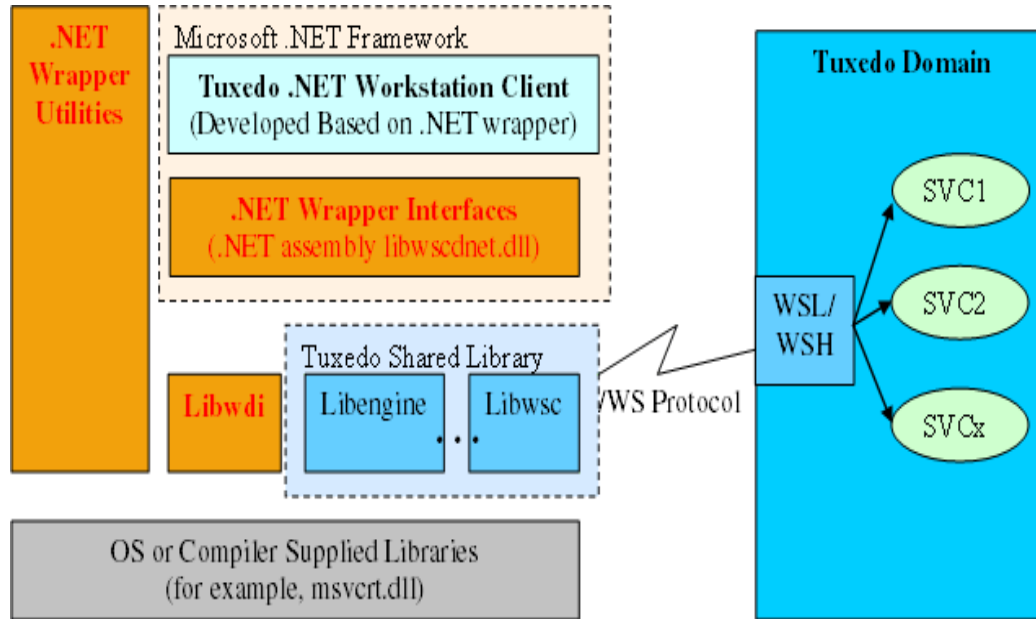 .NET
Wrapper
Utilities
Microsoft .NET Framework
Tuxedo .NET Workstation Client
(Developed Based on .NET wrapper)
.NET Wrapper Interfaces
(.NET assembly libwscdnet.dll)
Tuxedo Shared Library
Libwdi
Libengine
. . .
Libwsc
/WS Protocol
OS or Compiler Supplied Libraries
(for example, msvcrt.dll)
Tuxedo Domain
WSL/
WSH
SVC1
SVC2
SVCx